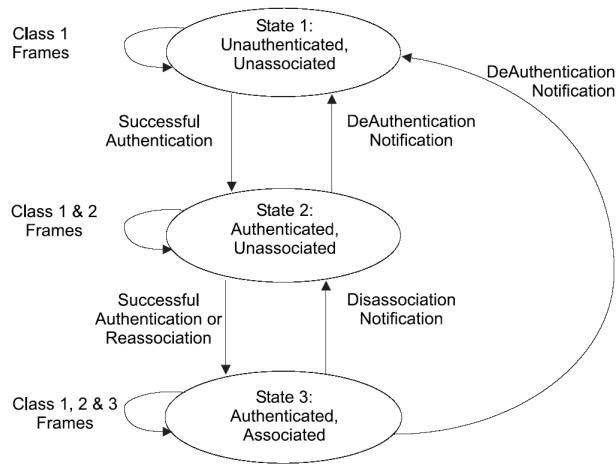 Class 1
Frames
State 1:
Unauthenticated,
Unassociated
DeAuthentication
Notification
Successful
Authentication
DeAuthentication
Notification
Class 1 & 2
Frames
State 2:
Authenticated,
Unassociated
Successful
Authentication or
Reassociation
Disassociation
Notification
Class 1, 2 & 3
Frames
State 3:
Authenticated,
Associated